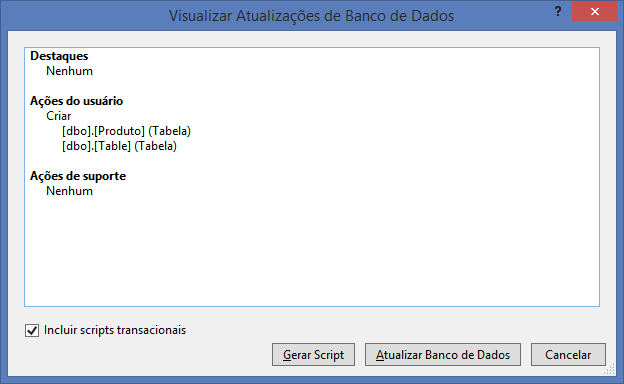 Visualizar Atualizações de Banco de Dados
?
Destaques
Nenhum
Ações do usuário
Criar
[dbo].[Produto] (Tabela)
[dbo].[Table] (Tabela)
Ações de suporte
Nenhum
Incluir scripts transacionais
Gerar Script
Atualizar Banco de Dados
Cancelar